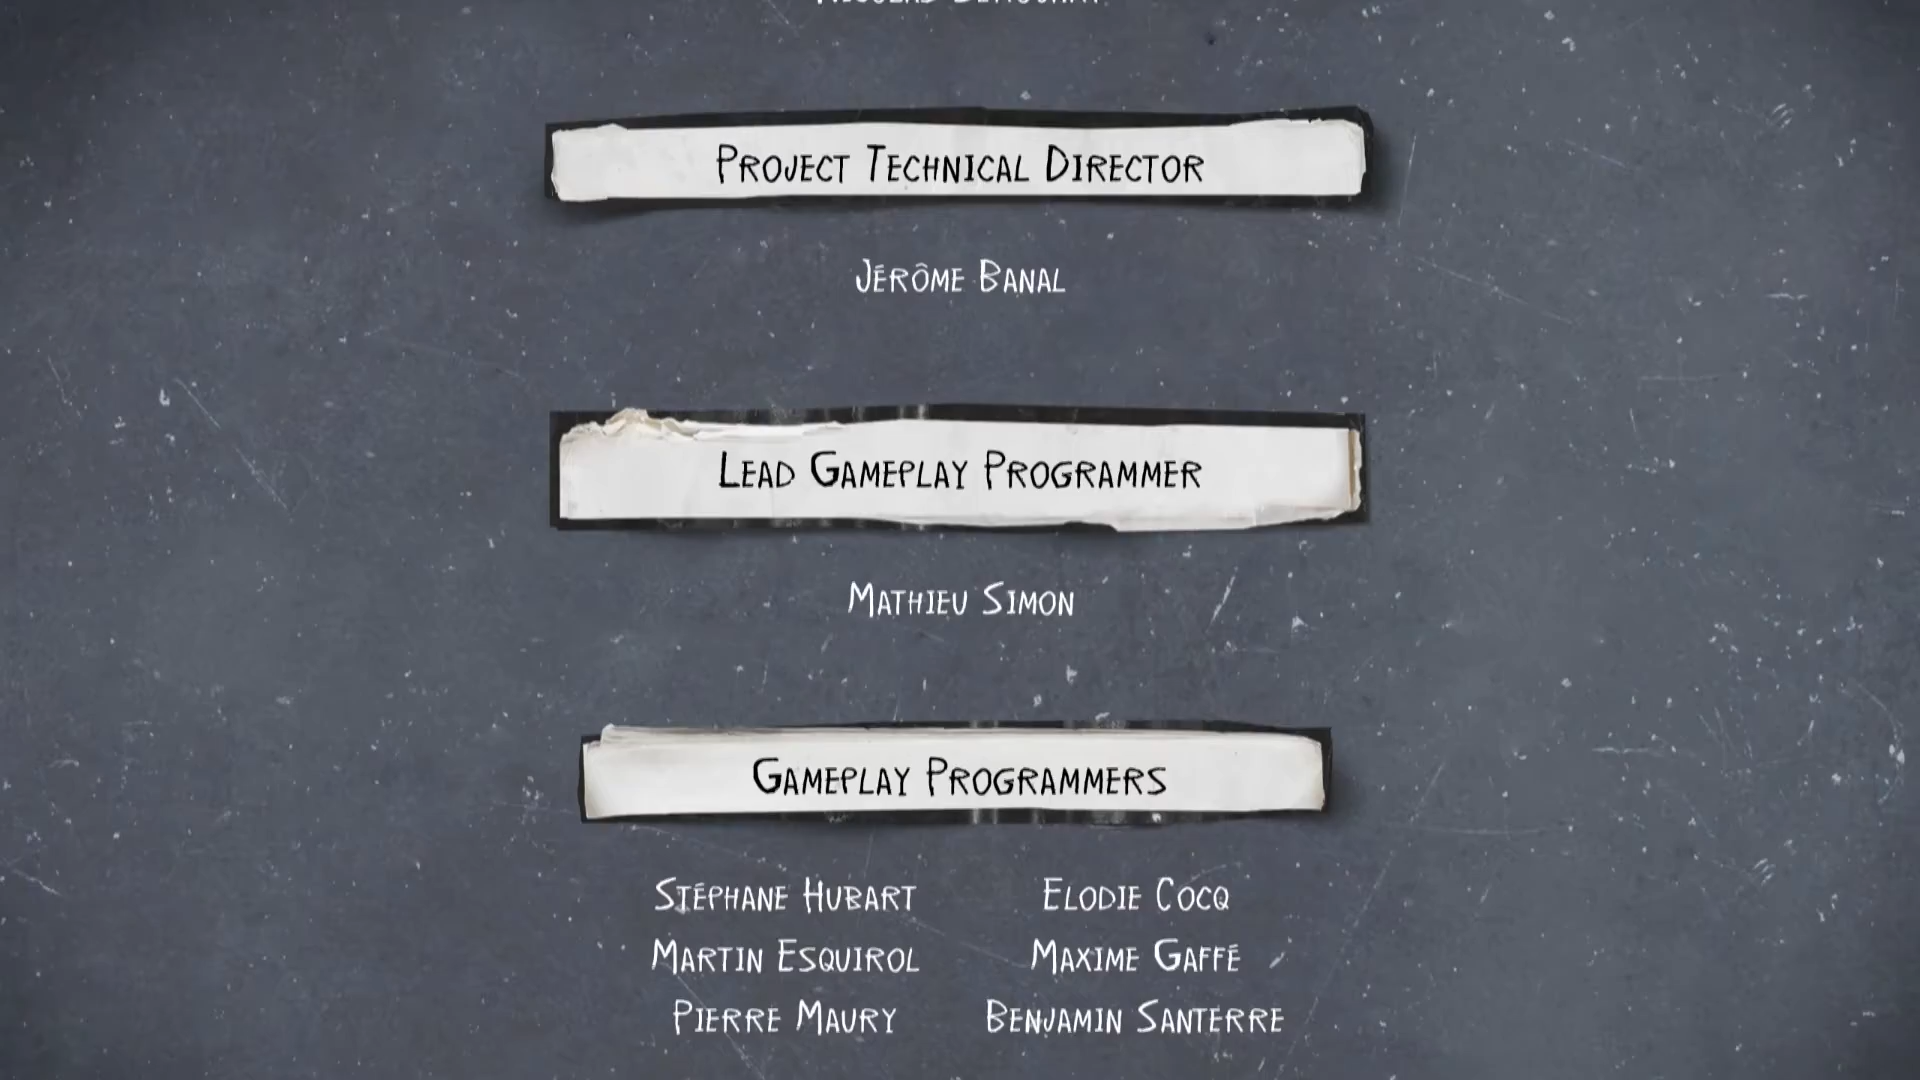 Project Technical Director
Jérôme Banal
Lead Gameplay Programmer
Mathieu Simon
Gameplay Programmers
Stéphane Hubart Elodie Cocq
Martin Esquirol Maxime Gaffé
Pierre Maury Benjamin Santerre